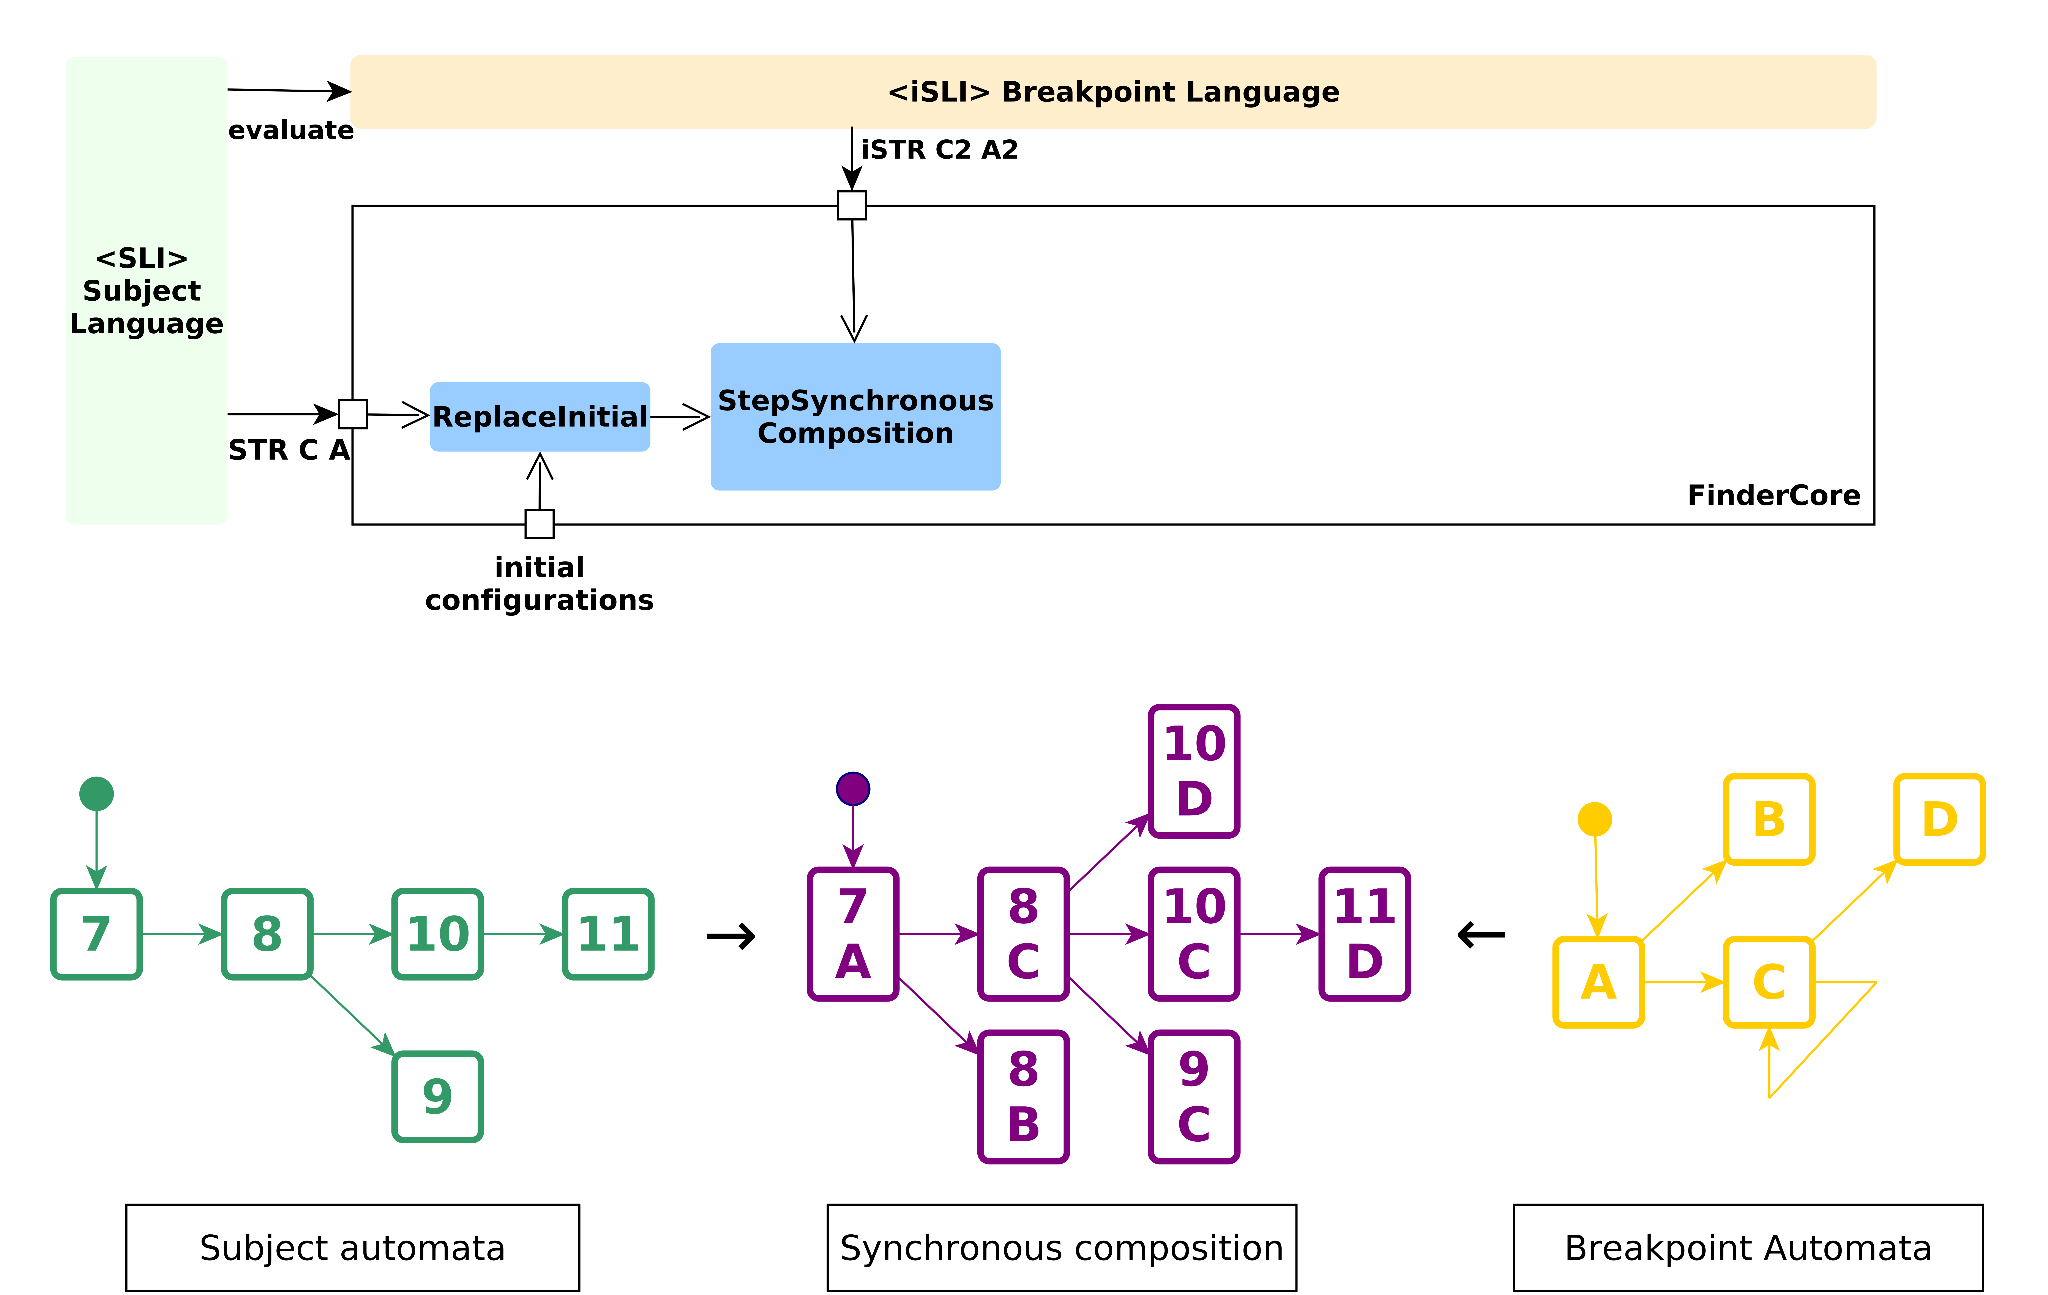 <iSLI> Breakpoint Language
evaluate
iSTR C2 A2
<SLI>
Subject
Language
STR C A
ReplaceInitial
StepSynchronous
Composition
FinderCore
initial
configurations
7
8
10
11
9
→
7
A
8
C
10
D
10
C
11
D
8
B
9
C
←
A
B
C
D
Subject automata
Synchronous composition
Breakpoint Automata